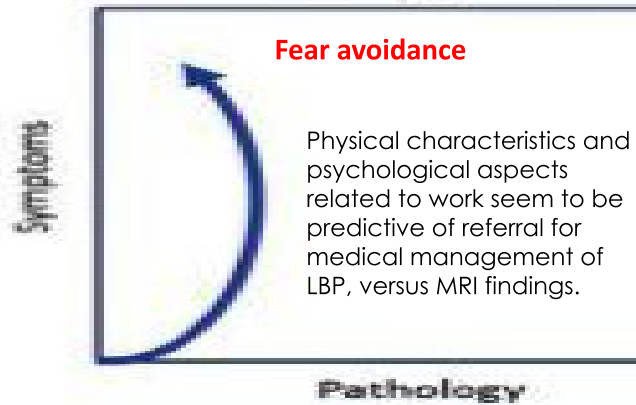 Fear avoidance
Symptoms
Physical characteristics and
psychological aspects
related to work seem to be
predictive of referral for
medical management of
LBP, versus MRI findings.
Pathology